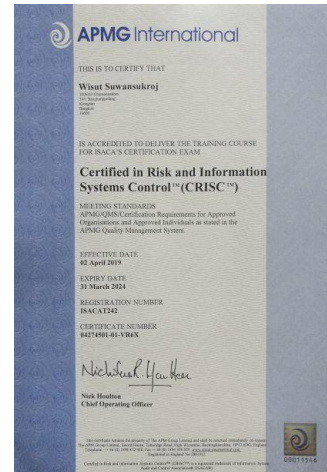 APMG International
THIS IS TO CERTIFY THAT
Wisut Suwansukroj
Bangkok
IS ACCREDITED TO DELIVER THE TRAINING COURSE
FOR ISACA'S CERTIFICATION EXAM
Certified in Risk and Information
Systems Control™ (CRISC™)
MEETING STANDARDS
APMG/QMS/Certification Requirements for Approved
Organisations and Approved Individuals as stated in the
APMG Quality Management System.
EFFECTIVE DATE
02 April 2019
EXPIRY DATE
31 March 2024
REGISTRATION NUMBER
ISACAT242
CERTIFICATE NUMBER
04274501-01-VR6X
Nick Houlton
Chief Operating Officer
00011546